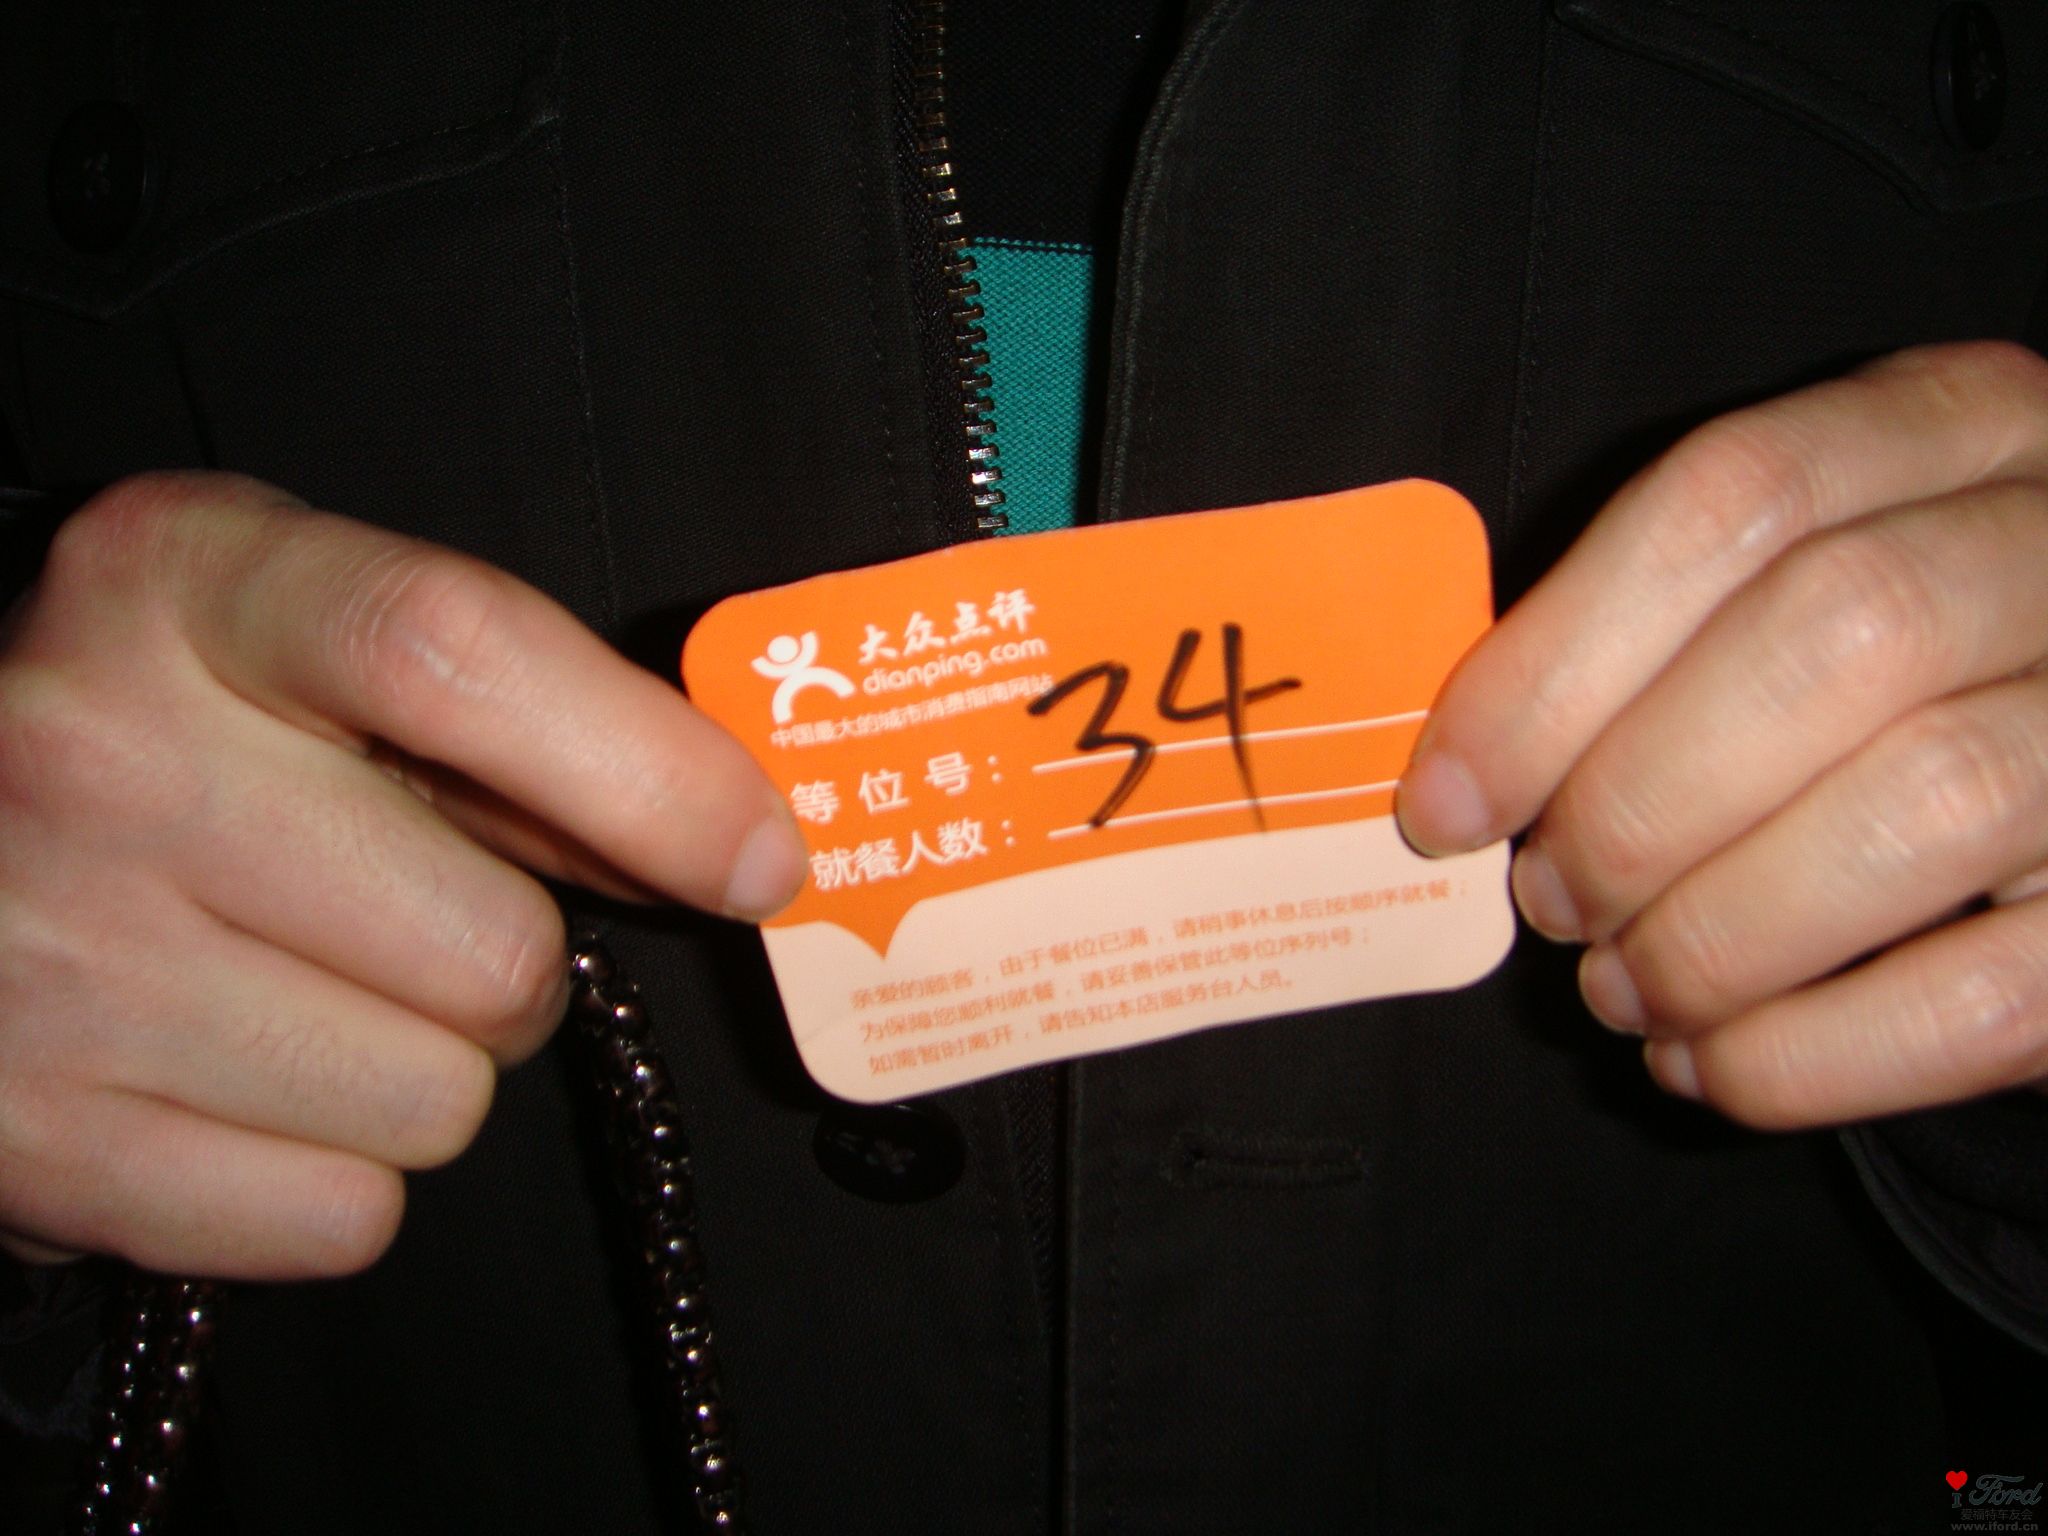 大众点评
dianping.com
中国最大的城市消费指南网站
34
等位号：
就餐人数：
亲爱的顾客，由于餐位已满，请稍事休息后按顺序就餐；
为保障您顺利就餐，请妥善保管此等位序列号；
如需暂时离开，请告知本店服务台人员。
I Ford
爱福特车友会
www.iford.cn